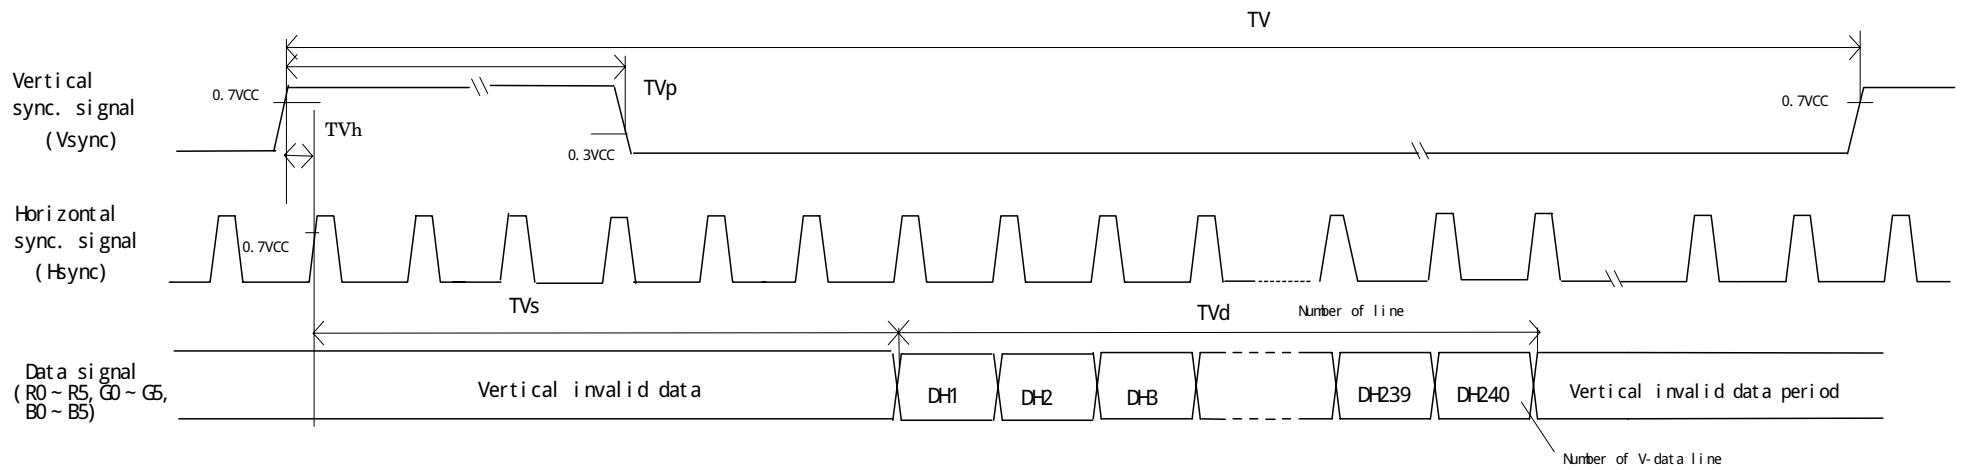 TV
Vertical
sync. signal
(Vsync)
0.7VCC
TVp
0.7VCC
TVh
0.3VCC
Horizontal
sync. signal
(Hsync)
0.7VCC
TVs
TVd
Number of line
Data signal
(R0~R5, G0~G5,
B0~B5)
Vertical invalid data
DH1
DH2
DH3
DH239
DH240
Vertical invalid data period
Number of V-data line